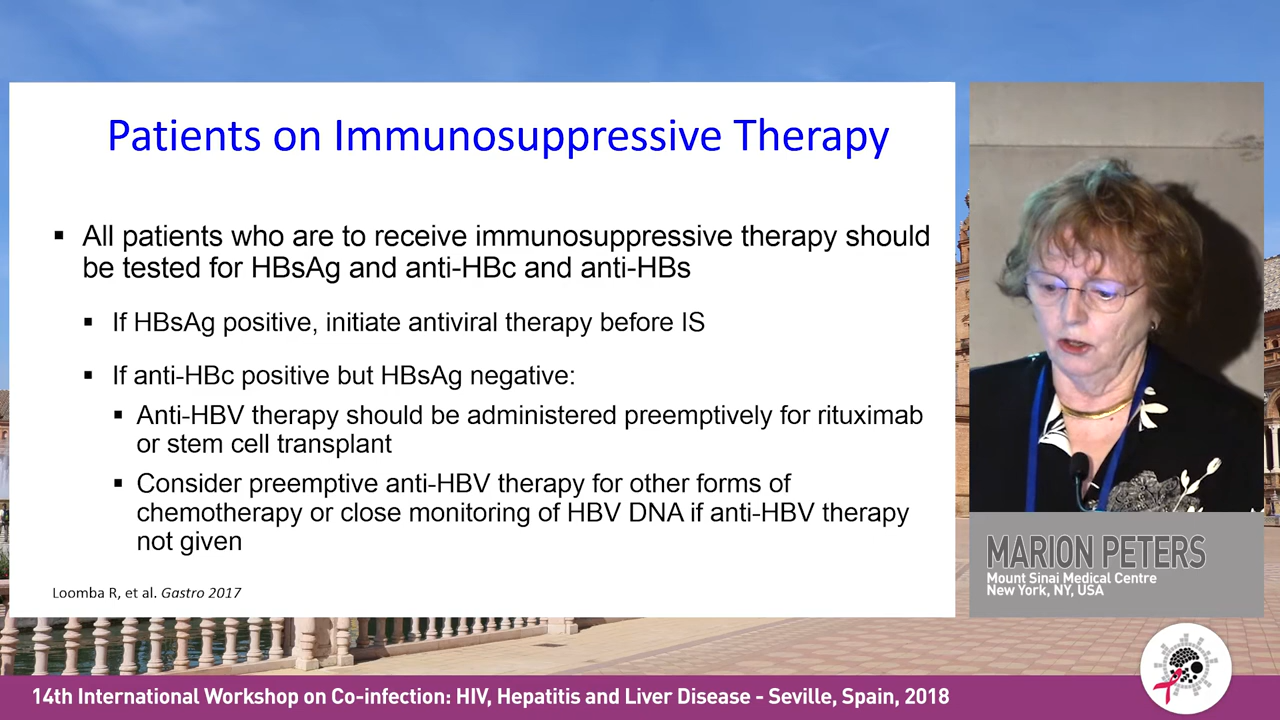 Patients on Immunosuppressive Therapy
▪ All patients who are to receive immunosuppressive therapy should
be tested for HBsAg and anti-HBc and anti-HBs
▪ If HBsAg positive, initiate antiviral therapy before IS
▪ If anti-HBc positive but HBsAg negative:
▪ Anti-HBV therapy should be administered preemptively for rituximab
or stem cell transplant
▪ Consider preemptive anti-HBV therapy for other forms of
chemotherapy or close monitoring of HBV DNA if anti-HBV therapy
not given
Loomba R, et al. Gastro 2017
MARION PETERS
Mount Sinai Medical Centre
New York, NY, USA
14th International Workshop on Co-infection: HIV, Hepatitis and Liver Disease - Seville, Spain, 2018